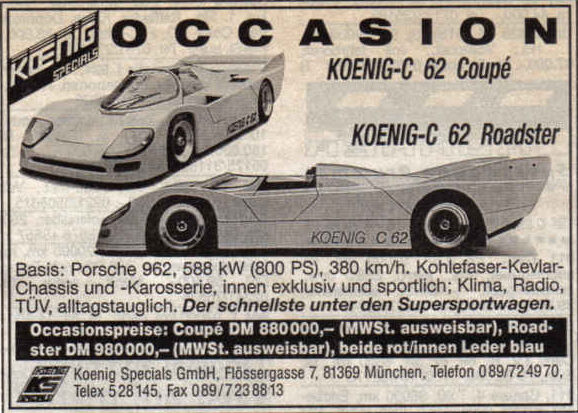 KŒNIG
SPECIALS
OCCASION
KOENIG-C 62 Coupé
KOENIG-C 62
KOENIG-C 62 Roadster
KOENIG C 62
Basis: Porsche 962, 588 kW (800 PS), 380 km/h. Kohlefaser-Kevlar-
Chassis und -Karosserie, innen exklusiv und sportlich; Klima, Radio,
TÜV, alltagstauglich. Der schnellste unter den Supersportwagen.
Occasionspreise: Coupé DM 880000,– (MWSt. ausweisbar), Road-
ster DM 980000,– (MWSt. ausweisbar), beide rot/innen Leder blau
KOENIG
KS
Koenig Specials GmbH, Flössergasse 7, 81369 München, Telefon 089/724970,
Telex 528145, Fax 089/7238813